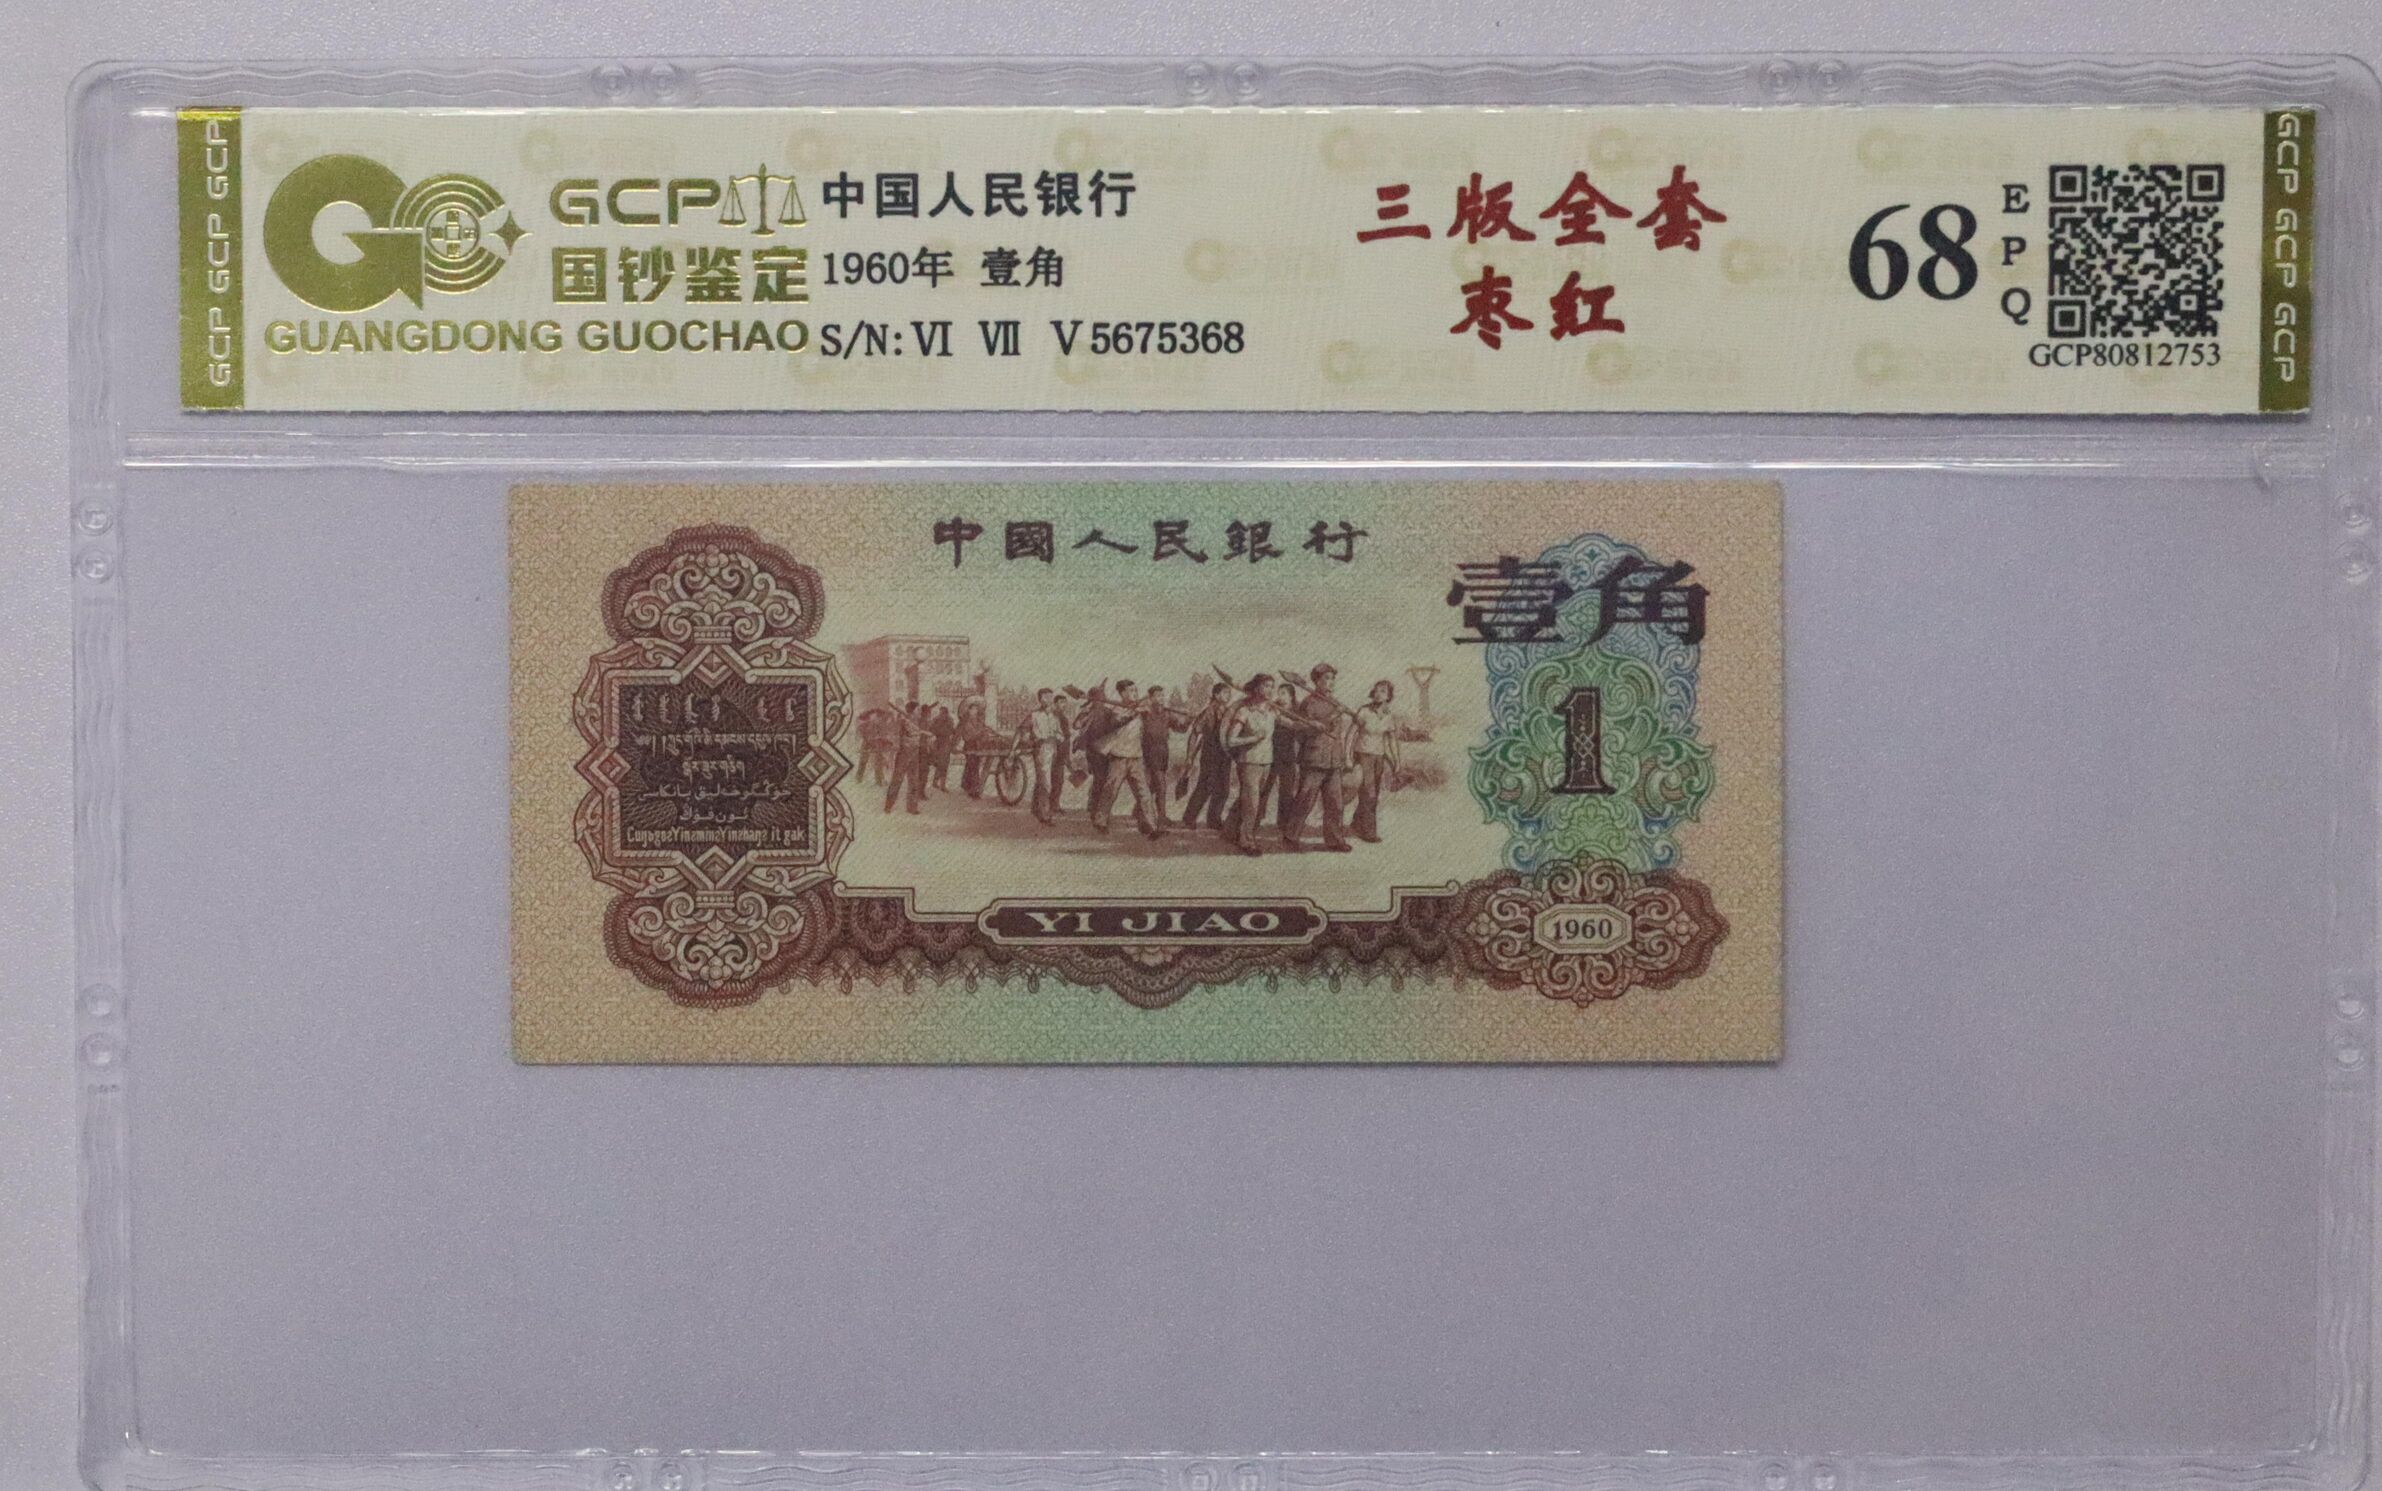 GCP GCP GCP
GCP
国钞鉴定
GUANGDONG GUOCHAO
中国人民银行
1960年 壹角
S/N: Ⅵ Ⅶ Ⅴ 5675368
三版全套
枣红
68
EPQ
GCP80812753
GCP GCP GCP
中國人民銀行
壹角
1
YI JIAO
1960